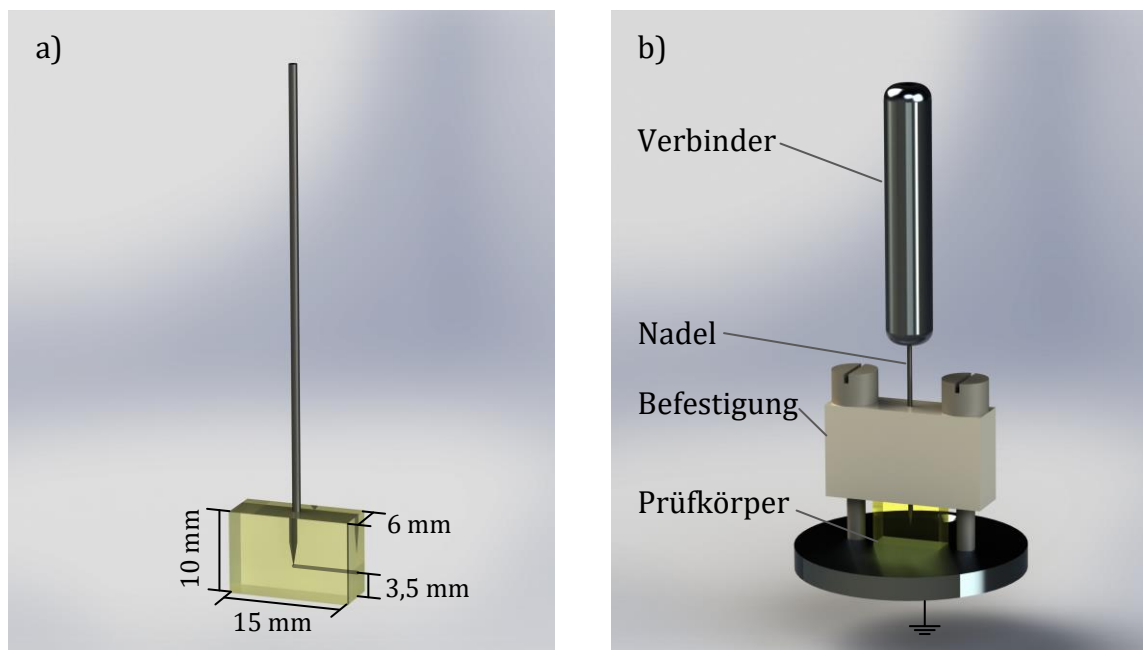 a)
10 mm
6 mm
3,5 mm
15 mm
b)
Verbinder
Nadel
Befestigung
Prüfkörper